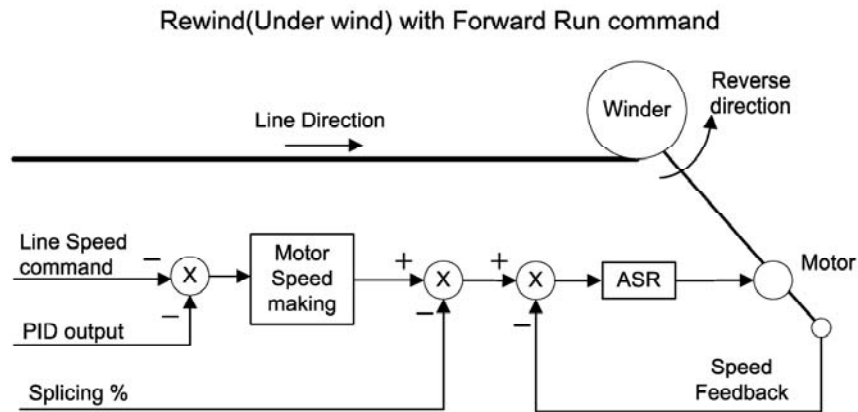 Rewind(Under wind) with Forward Run command
Winder
Reverse
direction
Line Direction
Line Speed
command
−
X
−
PID output
Motor
Speed
making
+
X
−
Splicing %
+
X
−
ASR
Motor
Speed
Feedback